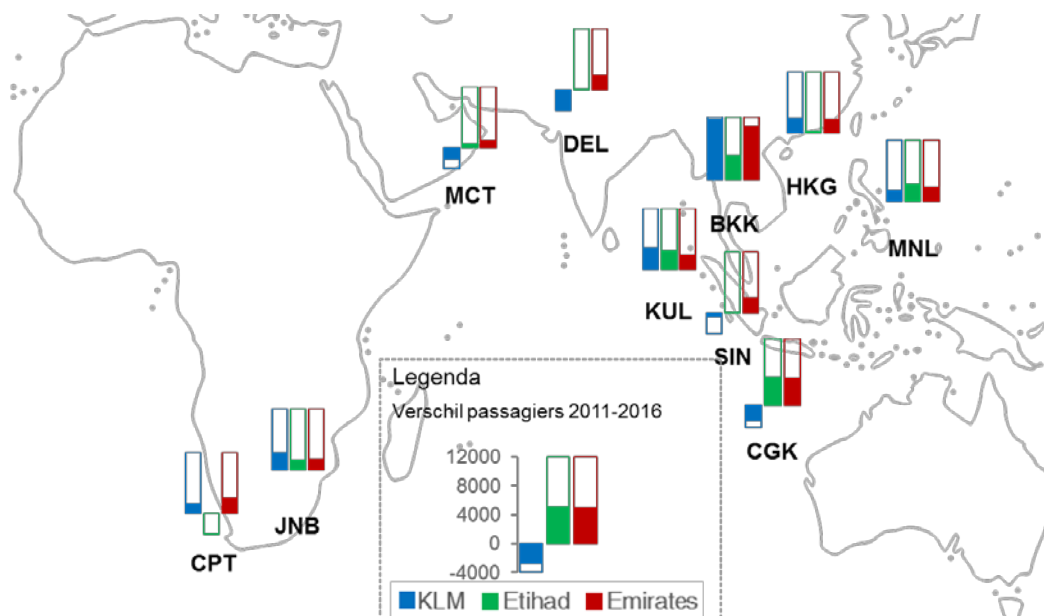 DEL
MCT
HKG
BKK
MNL
KUL
SIN
CGK
JNB
CPT
Legenda
Verschil passagiers 2011-2016
12000
8000
4000
0
-4000
KLM Etihad Emirates